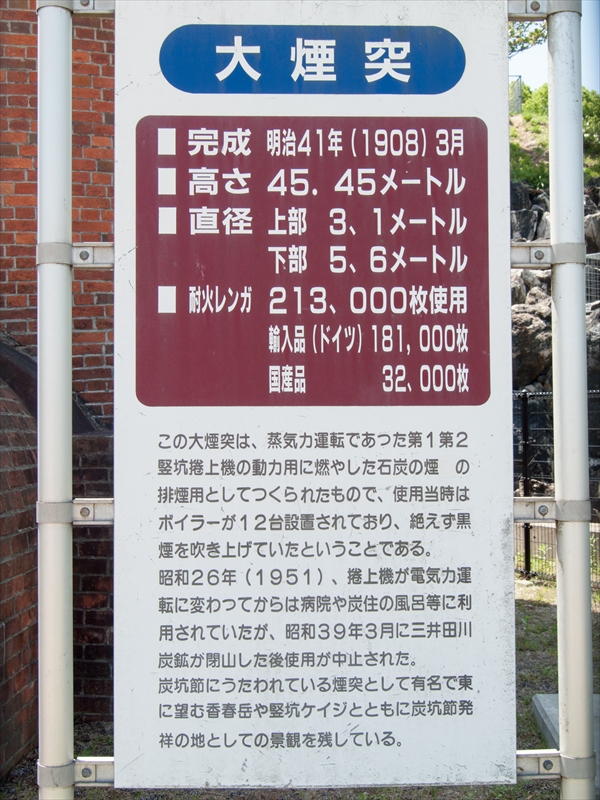 大煙突
■ 完成 明治41年(1908)3月
■ 高さ 45.45メートル
■ 直径 上部 3、1メートル
下部 5、6メートル
■ 耐火レンガ 213、000枚使用
輸入品(ドイツ)181,000枚
国産品 32、000枚
この大煙突は、蒸気力運転であつた第1第2
竪坑捲上機の動力用に燃やした石炭の煙 の
排煙用としてつくられたもので、使用当時は
ボイラーが12台設置されており、絶えず黒
煙を吹き上げていたということである。
昭和26年(1951)、捲上機が電気力運
転に変わつてからは病院や炭住の風呂等に利
用されていたが、昭和39年3月に三井田川
炭鉱が閉山した後使用が中止された。
炭坑節にうたわれている煙突として有名で東
に望む香春岳や竪坑ケイジとともに炭坑節発
祥の地としての景観を残している。